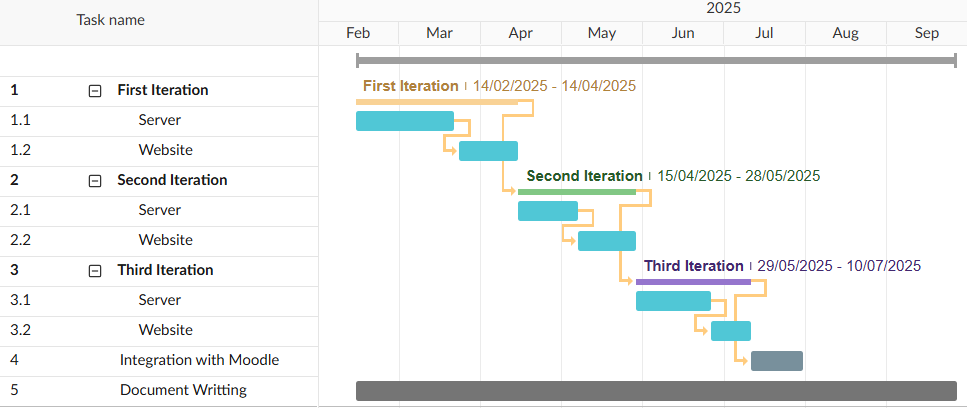 2025
Task name
Feb Mar Apr May Jun Jul Aug Sep
First Iteration | 14/02/2025 - 14/04/2025
1 First Iteration
1.1 Server
1.2 Website
Second Iteration | 15/04/2025 - 28/05/2025
2 Second Iteration
2.1 Server
2.2 Website
Third Iteration | 29/05/2025 - 10/07/2025
3 Third Iteration
3.1 Server
3.2 Website
4 Integration with Moodle
5 Document Writting